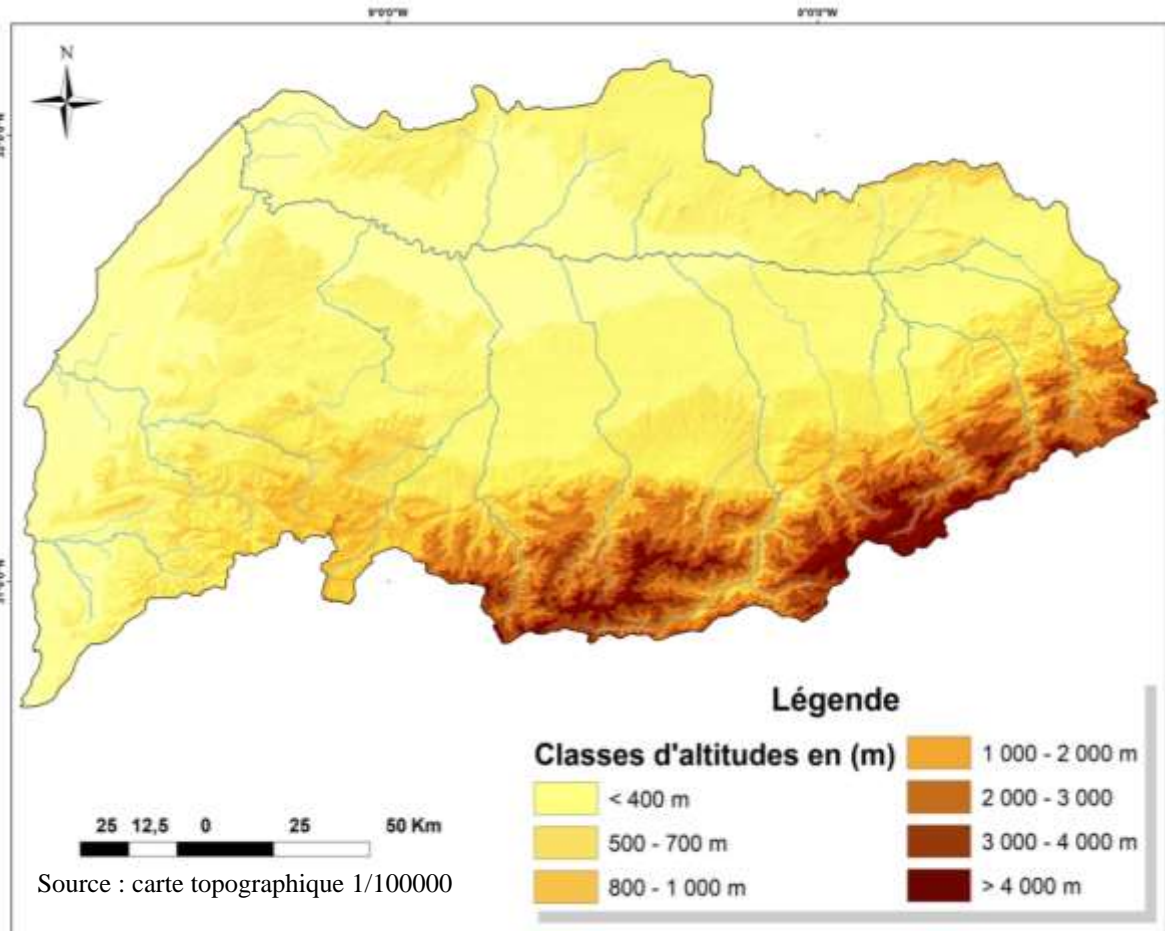 N
Légende
Classes d'altitudes en (m)
< 400 m
500 - 700 m
800 - 1 000 m
1 000 - 2 000 m
2 000 - 3 000
3 000 - 4 000 m
> 4 000 m
25 12,5 0 25 50 Km
Source : carte topographique 1/100000